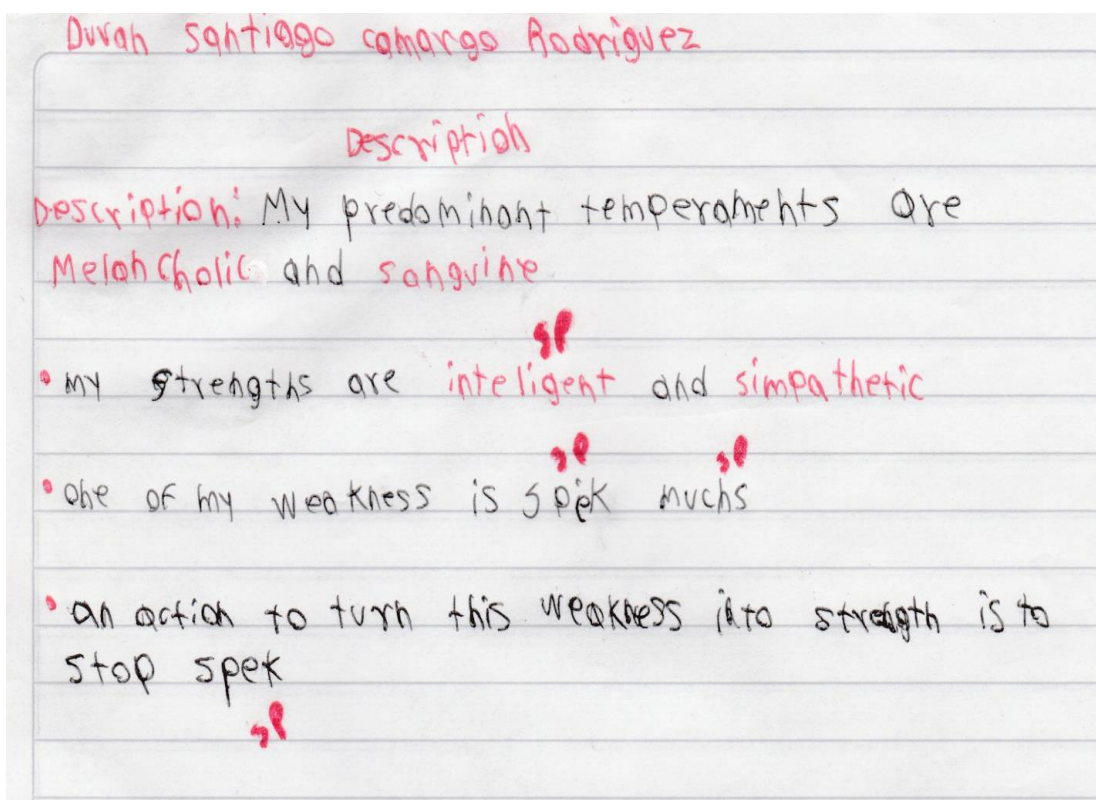 Duvan Santiago camargo Rodriguez
Description
Description: My predominant temperaments are
Melancholic and sanguine
sp
• my strengths are inteligent and simpathetic
sp sp
• one of my weakness is spek muchs
• an action to turn this weakness into strength is to
stop spek
sp